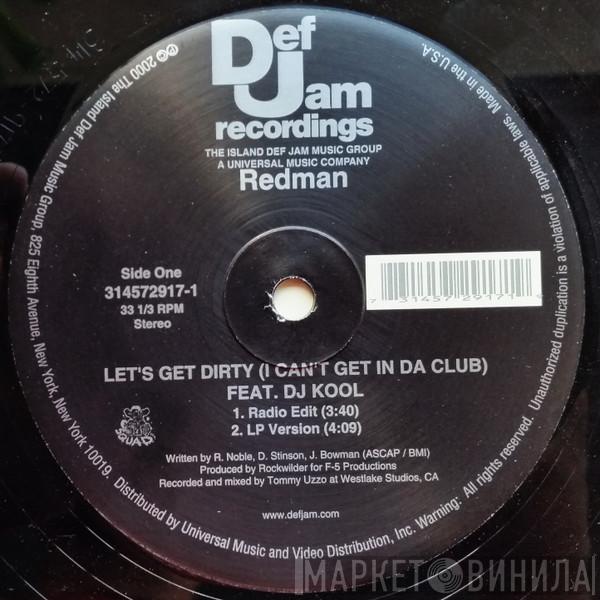 Def
Jam
recordings
THE ISLAND DEF JAM MUSIC GROUP
A UNIVERSAL MUSIC COMPANY
Redman
Side One
314572917-1
33 1/3 RPM
Stereo
7 31457 29171
LET'S GET DIRTY (I CAN'T GET IN DA CLUB)
FEAT. DJ KOOL
1. Radio Edit (3:40)
2. LP Version (4:09)
SQUAD
Written by R. Noble, D. Stinson, J. Bowman (ASCAP / BMI)
Produced by Rockwilder for F-5 Productions
Recorded and mixed by Tommy Uzzo at Westlake Studios, CA
www.defjam.com
℗© 2000 The Island Def Jam Music Group, 825 Eighth Avenue, New York, New York 10019. Distributed by Universal Music and Video Distribution, Inc. Warning: All rights reserved. Unauthorized duplication is a violation of applicable laws. Made in the U.S.A.
МАРКЕТ ВИНИЛА